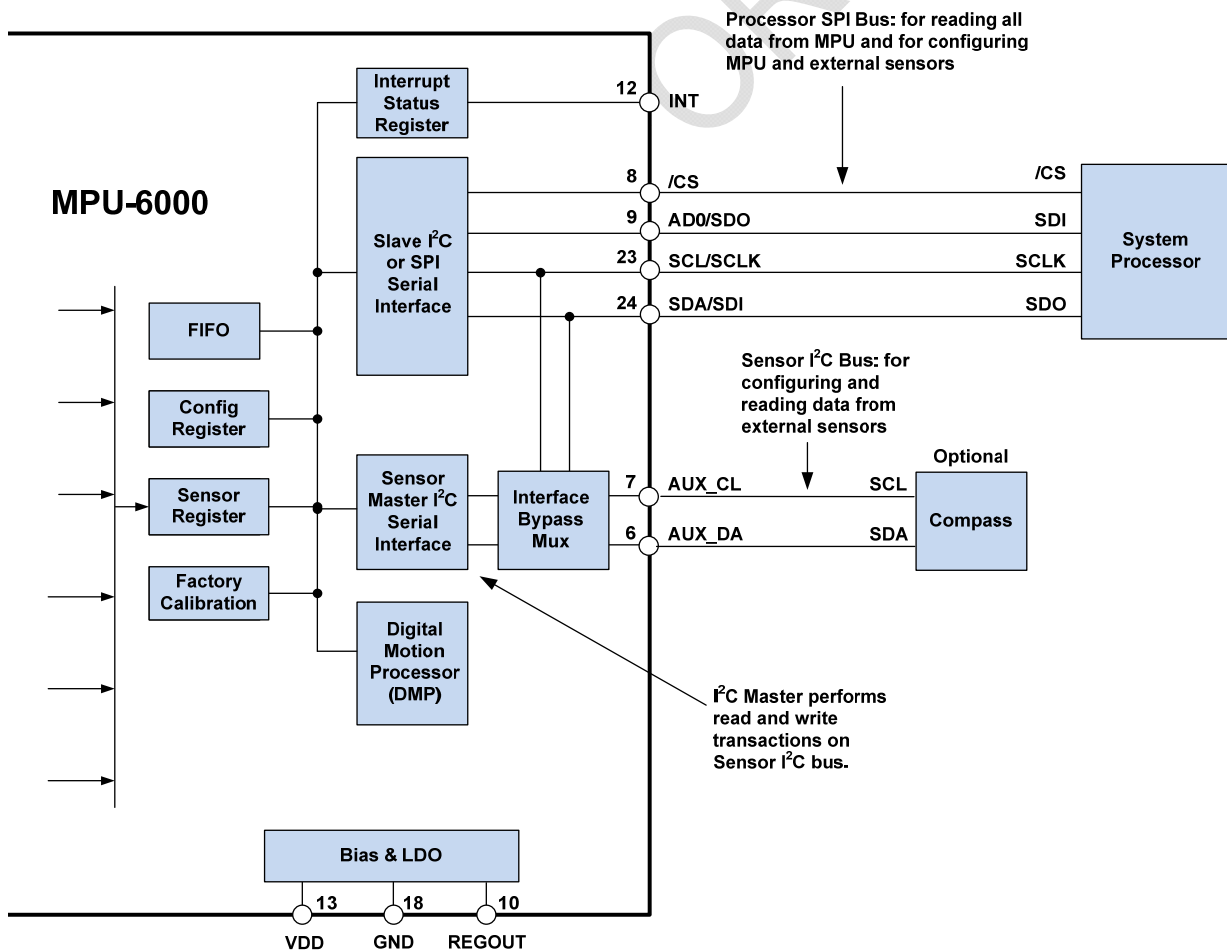 Processor SPI Bus: for reading all
data from MPU and for configuring
MPU and external sensors
Interrupt
Status
Register
12
INT
MPU-6000
Slave I²C
or SPI
Serial
Interface
8
/CS
/CS
9
AD0/SDO
SDI
23
SCL/SCLK
SCLK
24
SDA/SDI
SDO
System
Processor
FIFO
Config
Register
Sensor
Register
Factory
Calibration
Sensor I²C Bus: for
configuring and
reading data from
external sensors
Sensor
Master I²C
Serial
Interface
Interface
Bypass
Mux
7
AUX_CL
SCL
6
AUX_DA
SDA
Optional
Compass
Digital
Motion
Processor
(DMP)
I²C Master performs
read and write
transactions on
Sensor I²C bus.
Bias & LDO
13
18
10
VDD
GND
REGOUT